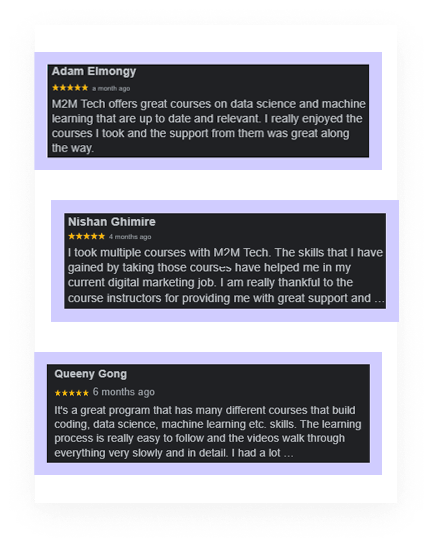 Adam Elmongy
★★★★★ a month ago
M2M Tech offers great courses on data science and machine
learning that are up to date and relevant. I really enjoyed the
courses I took and the support from them was great along
the way.
Nishan Ghimire
★★★★★ 4 months ago
I took multiple courses with M2M Tech. The skills that I have
gained by taking those courses have helped me in my
current digital marketing job. I am really thankful to the
course instructors for providing me with great support and ...
Queeny Gong
★★★★★ 6 months ago
It's a great program that has many different courses that build
coding, data science, machine learning etc. skills. The learning
process is really easy to follow and the videos walk through
everything very slowly and in detail. I had a lot ...